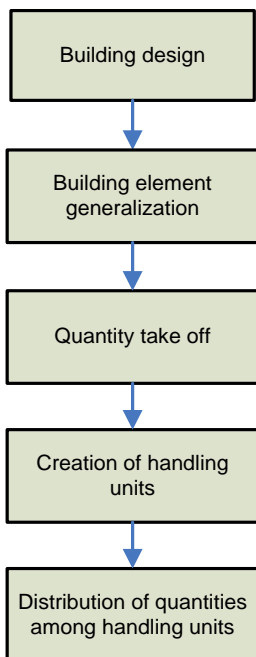 Building design
Building element
generalization
Quantity take off
Creation of handling
units
Distribution of quantities
among handling units